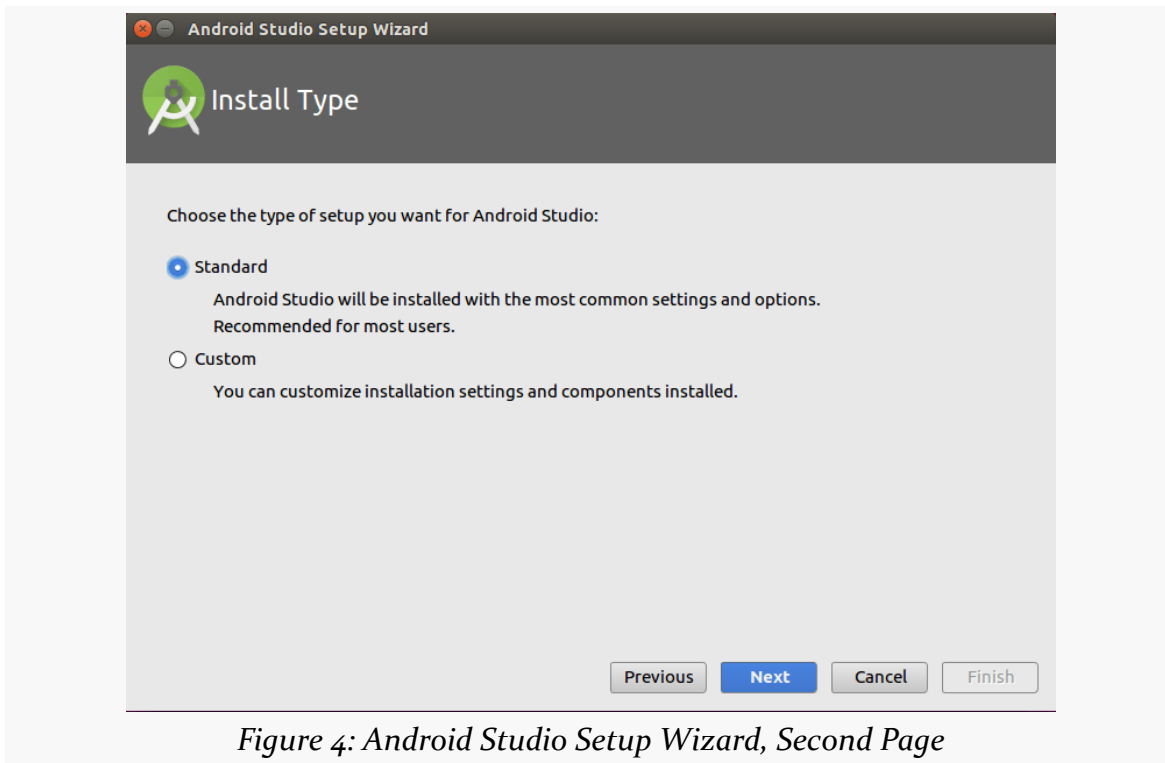 Android Studio Setup Wizard
Install Type
Choose the type of setup you want for Android Studio:
Standard
Android Studio will be installed with the most common settings and options.
Recommended for most users.
Custom
You can customize installation settings and components installed.
Previous Next Cancel Finish
Figure 4: Android Studio Setup Wizard, Second Page